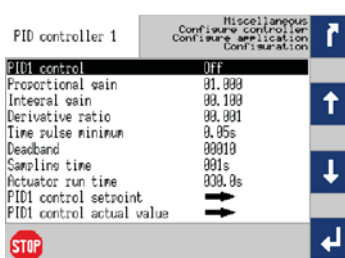 PID controller 1
Miscellaneous
Configure controller
Configure application
Configuration
PID1 control Off
Proportional gain 01.000
Integral gain 00.100
Derivative ratio 00.001
Time pulse minimum 0.05s
Deadband 00010
Sampling time 001s
Actuator run time 030.0s
PID1 control setpoint
PID1 control actual value
STOP